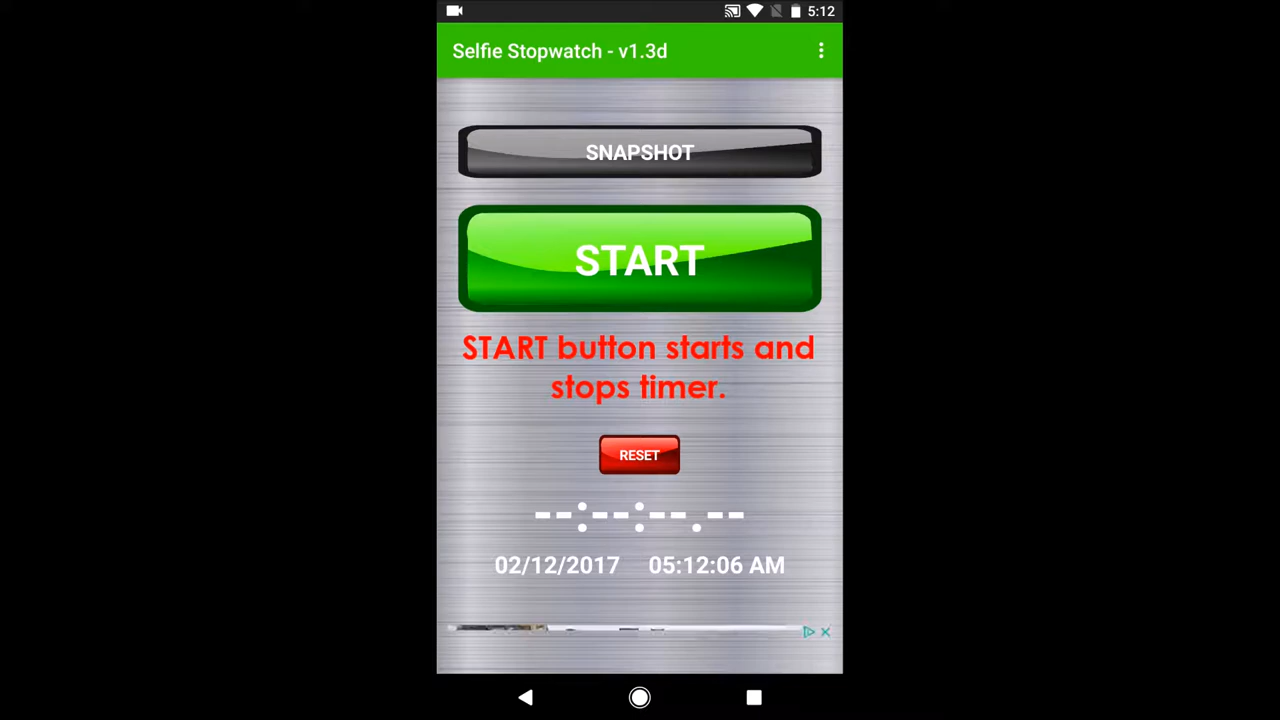 5:12
Selfie Stopwatch - v1.3d
SNAPSHOT
START
START button starts and
stops timer.
RESET
--:--:--.--
02/12/2017 05:12:06 AM